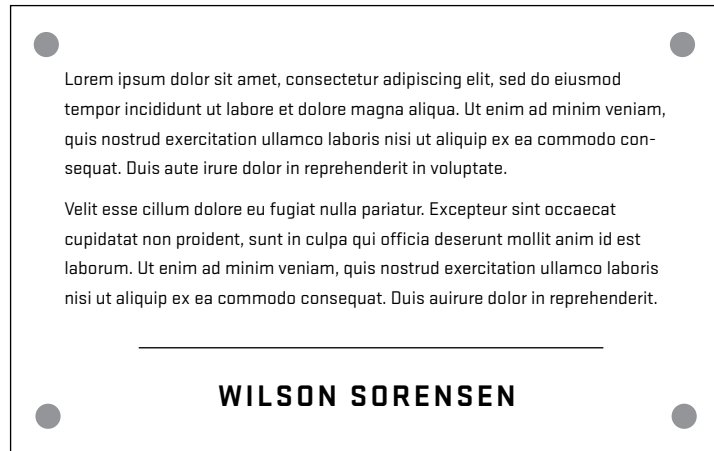 Lorem ipsum dolor sit amet, consectetur adipiscing elit, sed do eiusmod
tempor incididunt ut labore et dolore magna aliqua. Ut enim ad minim veniam,
quis nostrud exercitation ullamco laboris nisi ut aliquip ex ea commodo con-
sequat. Duis aute irure dolor in reprehenderit in voluptate.
Velit esse cillum dolore eu fugiat nulla pariatur. Excepteur sint occaecat
cupidatat non proident, sunt in culpa qui officia deserunt mollit anim id est
laborum. Ut enim ad minim veniam, quis nostrud exercitation ullamco laboris
nisi ut aliquip ex ea commodo consequat. Duis auirure dolor in reprehenderit.
WILSON SORENSEN